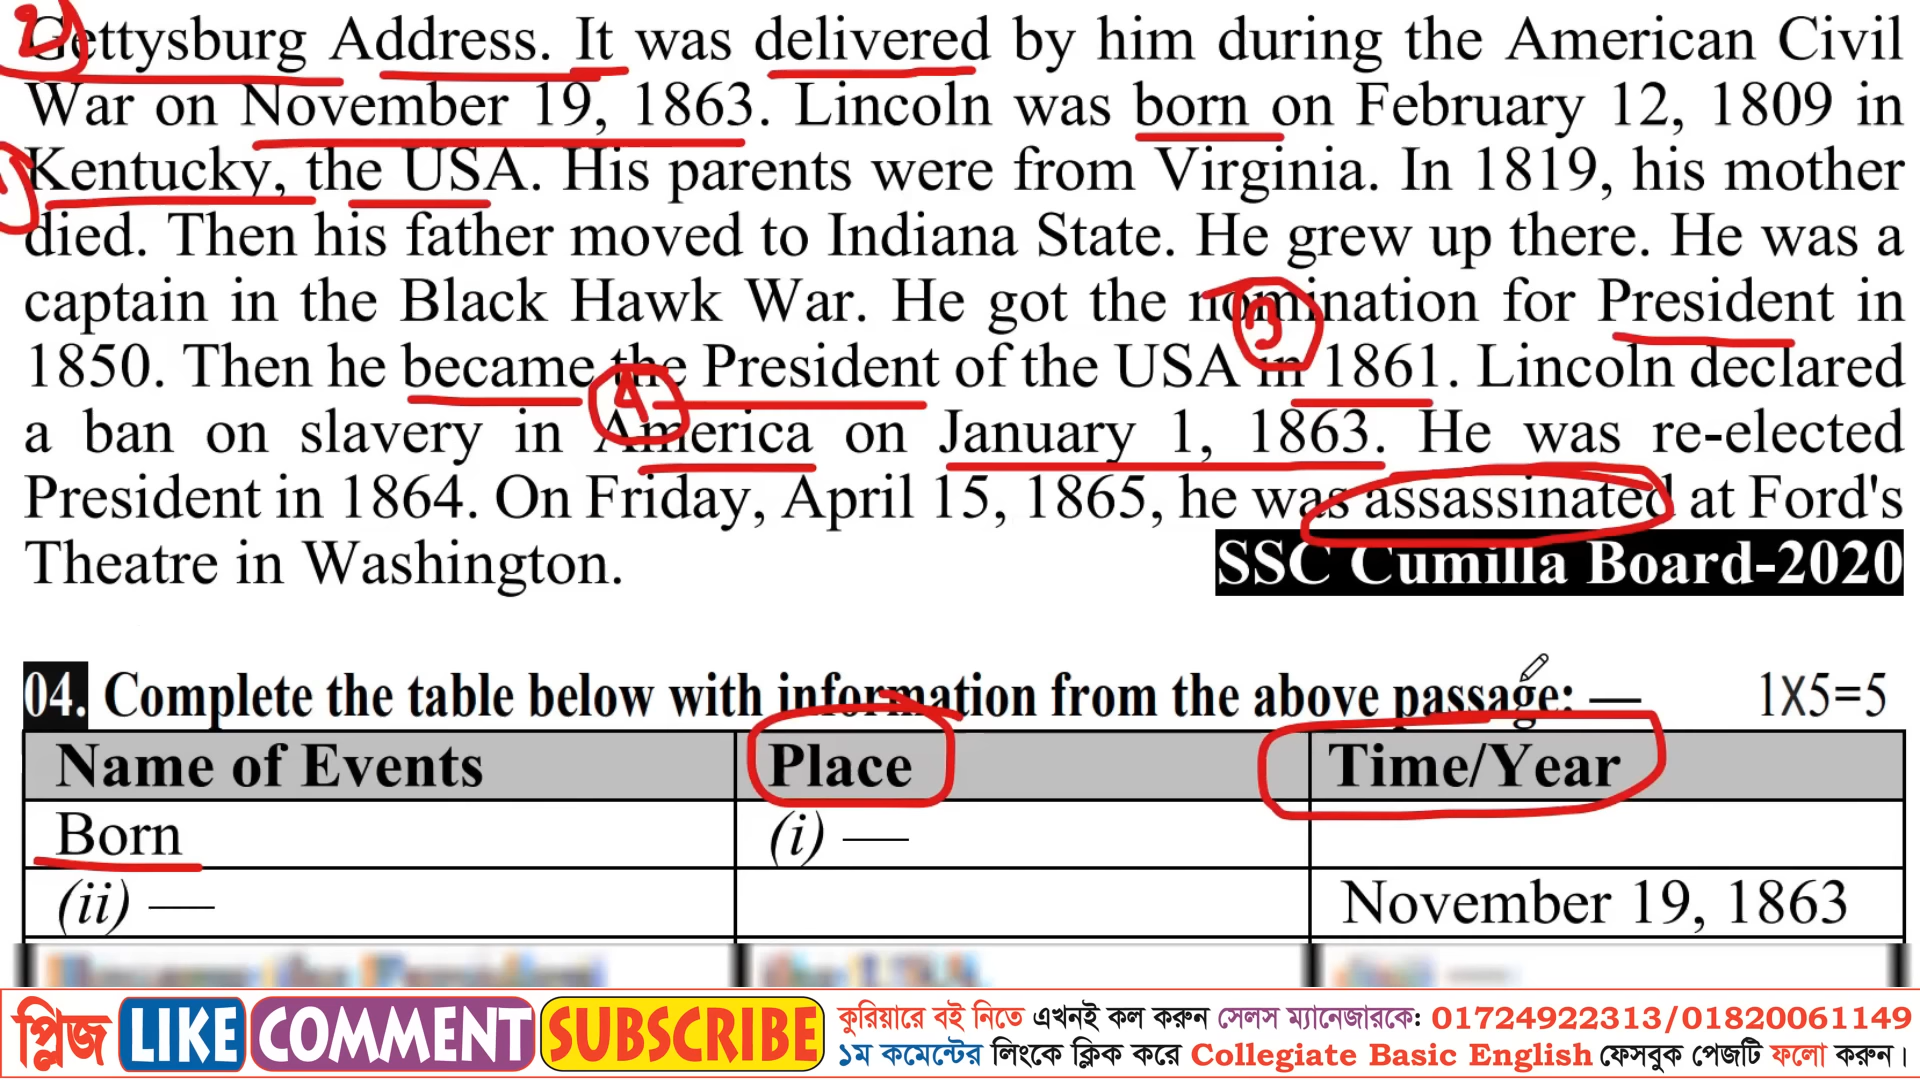 Gettysburg Address. It was delivered by him during the American Civil
War on November 19, 1863. Lincoln was born on February 12, 1809 in
Kentucky, the USA. His parents were from Virginia. In 1819, his mother
died. Then his father moved to Indiana State. He grew up there. He was a
captain in the Black Hawk War. He got the nomination for President in
1850. Then he became the President of the USA in 1861. Lincoln declared
a ban on slavery in America on January 1, 1863. He was re-elected
President in 1864. On Friday, April 15, 1865, he was assassinated at Ford's
Theatre in Washington.
SSC Cumilla Board-2020
04. Complete the table below with information from the above passage: — 1X5=5
Name of Events Place Time/Year
Born (i) —
(ii) — November 19, 1863
প্লিজ LIKE COMMENT SUBSCRIBE
কুরিয়ারে বই নিতে এখনই কল করুন সেলস ম্যানেজারকে: 01724922313/01820061149
১ম কমেন্টের লিংকে ক্লিক করে Collegiate Basic English ফেসবুক পেজটি ফলো করুন।